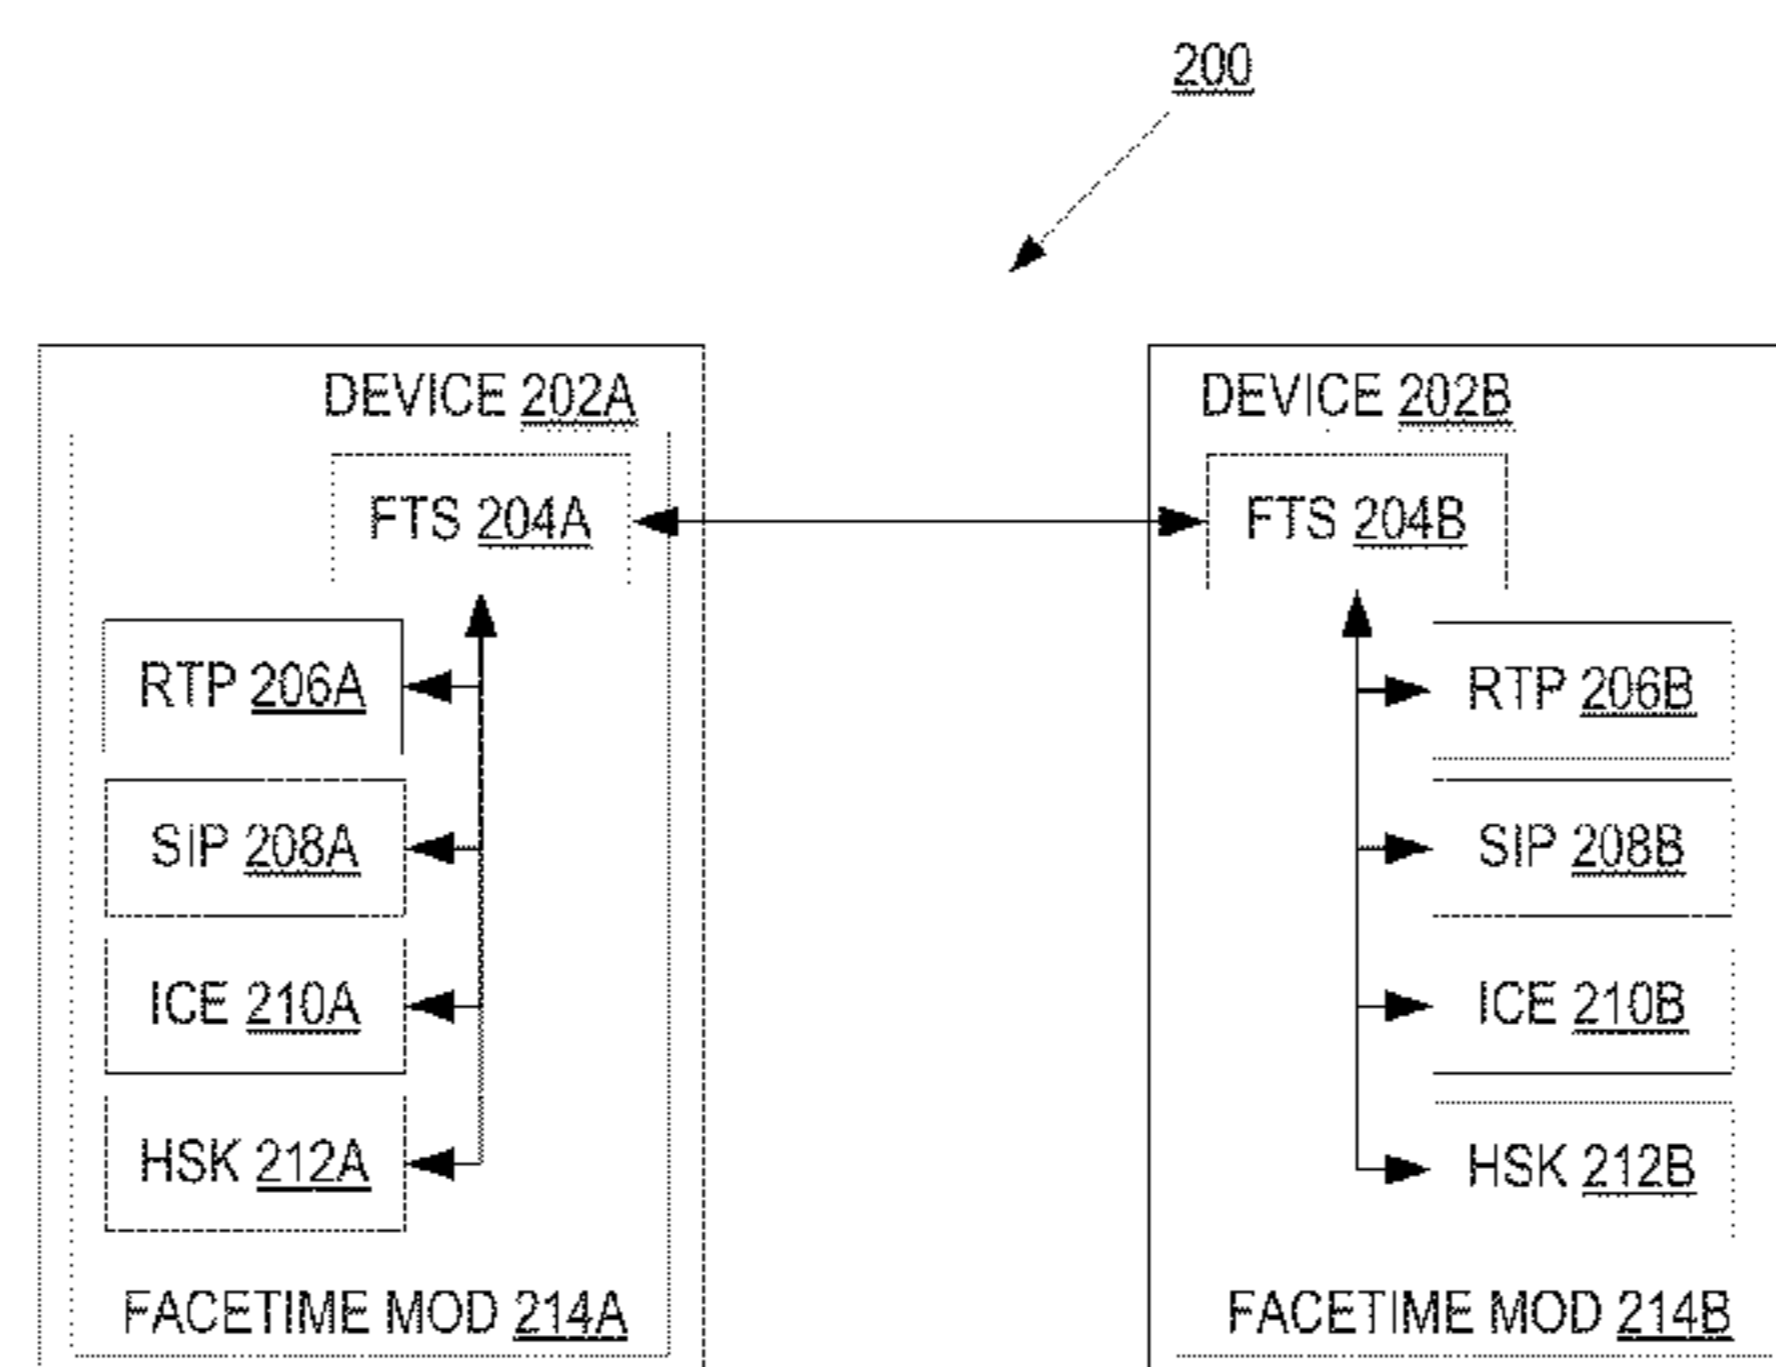 200
DEVICE 202A
FTS 204A
RTP 206A
SIP 208A
ICE 210A
HSK 212A
FACETIME MOD 214A
DEVICE 202B
FTS 204B
RTP 206B
SIP 208B
ICE 210B
HSK 212B
FACETIME MOD 214B